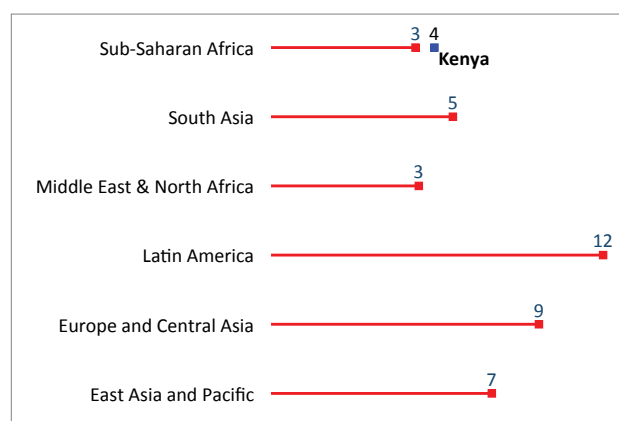 3 4
Sub-Saharan Africa
Kenya
5
South Asia
3
Middle East & North Africa
12
Latin America
9
Europe and Central Asia
7
East Asia and Pacific